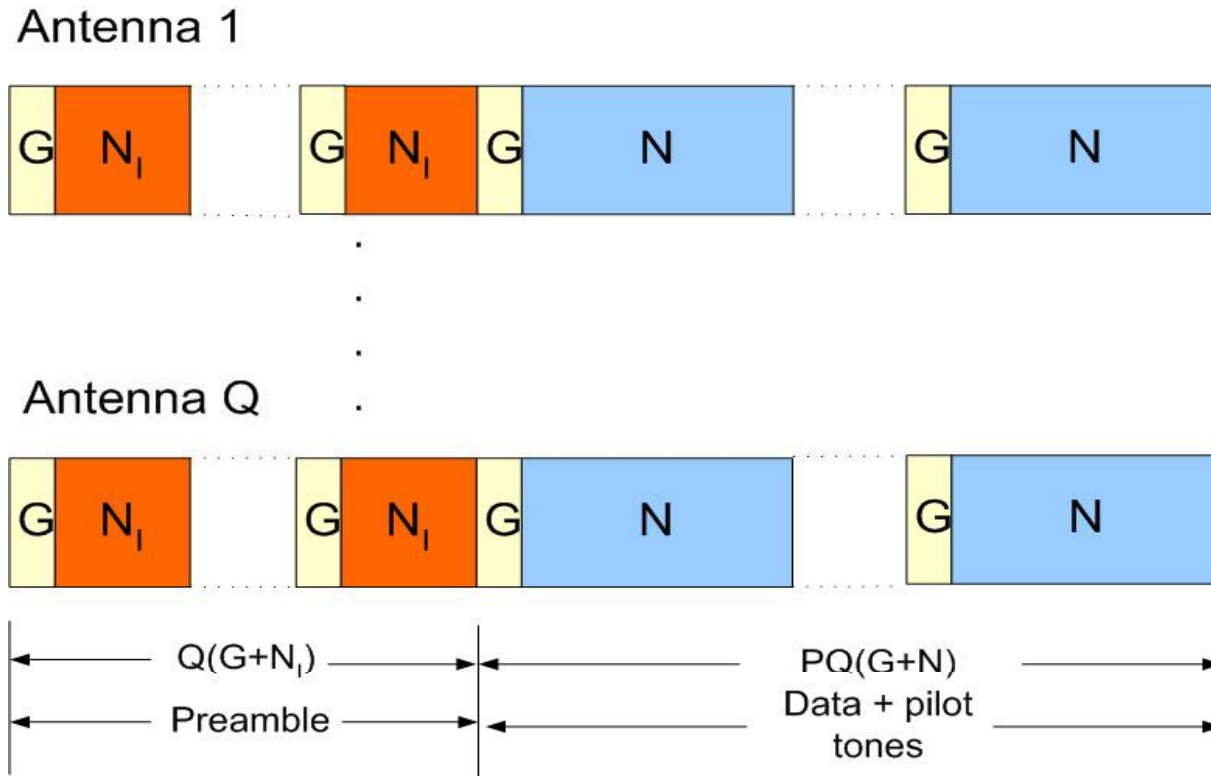 Antenna 1
G N_I G N_I G N G N
Antenna Q
G N_I G N_I G N G N
Q(G+N_I) PQ(G+N)
Preamble Data + pilot
tones